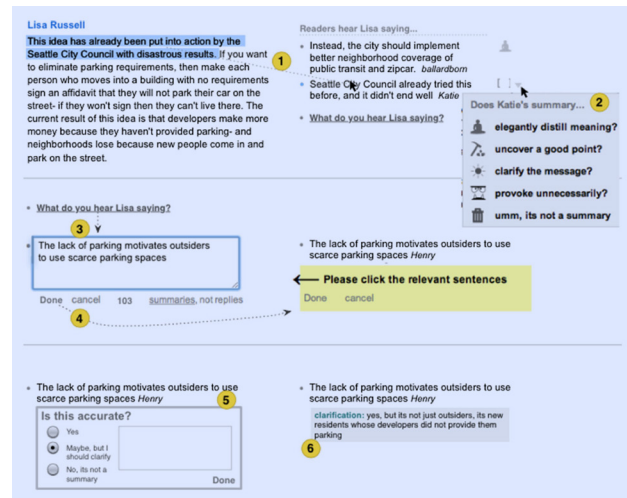 Lisa Russell
This idea has already been put into action by the
Seattle City Council with disastrous results. If you want
to eliminate parking requirements, then make each
person who moves into a building with no requirements
sign an affidavit that they will not park their car on the
street- if they won't sign then they can't live there. The
current result of this idea is that developers make more
money because they haven't provided parking- and
neighborhoods lose because new people come in and
park on the street.
1
Readers hear Lisa saying...
Instead, the city should implement
better neighborhood coverage of
public transit and zipcar. ballardbom
Seattle City Council already tried this
before, and it didn't end well Katie
[ ]
What do you hear Lisa saying?
Does Katie's summary... 2
elegantly distill meaning?
uncover a good point?
clarify the message?
provoke unnecessarily?
umm, its not a summary
What do you hear Lisa saying?
3
The lack of parking motivates outsiders
to use scarce parking spaces
Done cancel 103 summaries, not replies
4
The lack of parking motivates outsiders to use
scarce parking spaces Henry
Please click the relevant sentences
Done cancel
The lack of parking motivates outsiders to use
scarce parking spaces Henry
5
Is this accurate?
Yes
Maybe, but I
should clarify
No, its not a
summary
Done
The lack of parking motivates outsiders to use
scarce parking spaces Henry
clarification: yes, but its not just outsiders, its new
residents whose developers did not provide them
parking
6